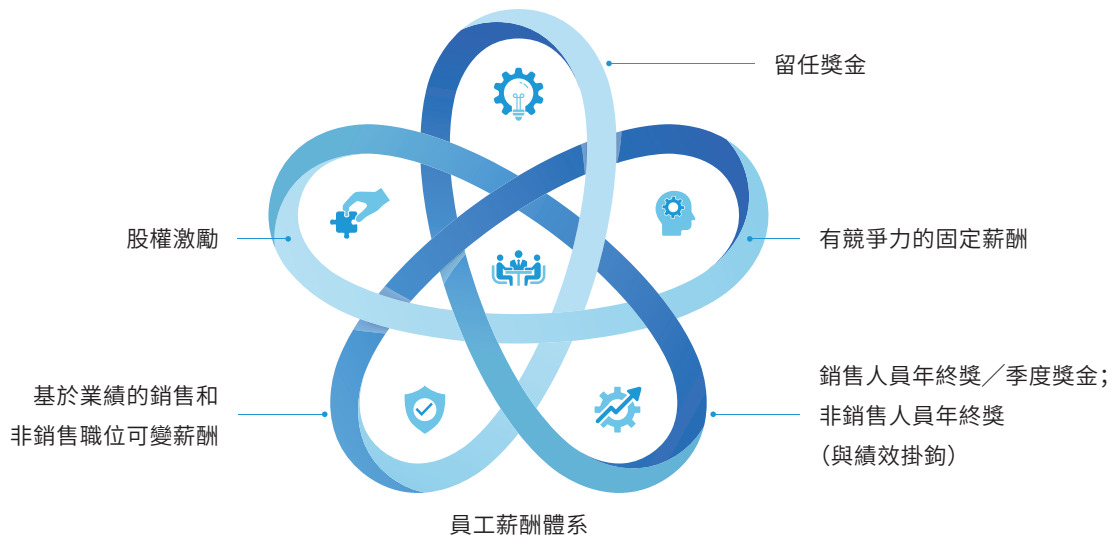 留任獎金
股權激勵
有競爭力的固定薪酬
基於業績的銷售和
非銷售職位可變薪酬
銷售人員年終獎／季度獎金；
非銷售人員年終獎
（與績效掛鉤）
員工薪酬體系